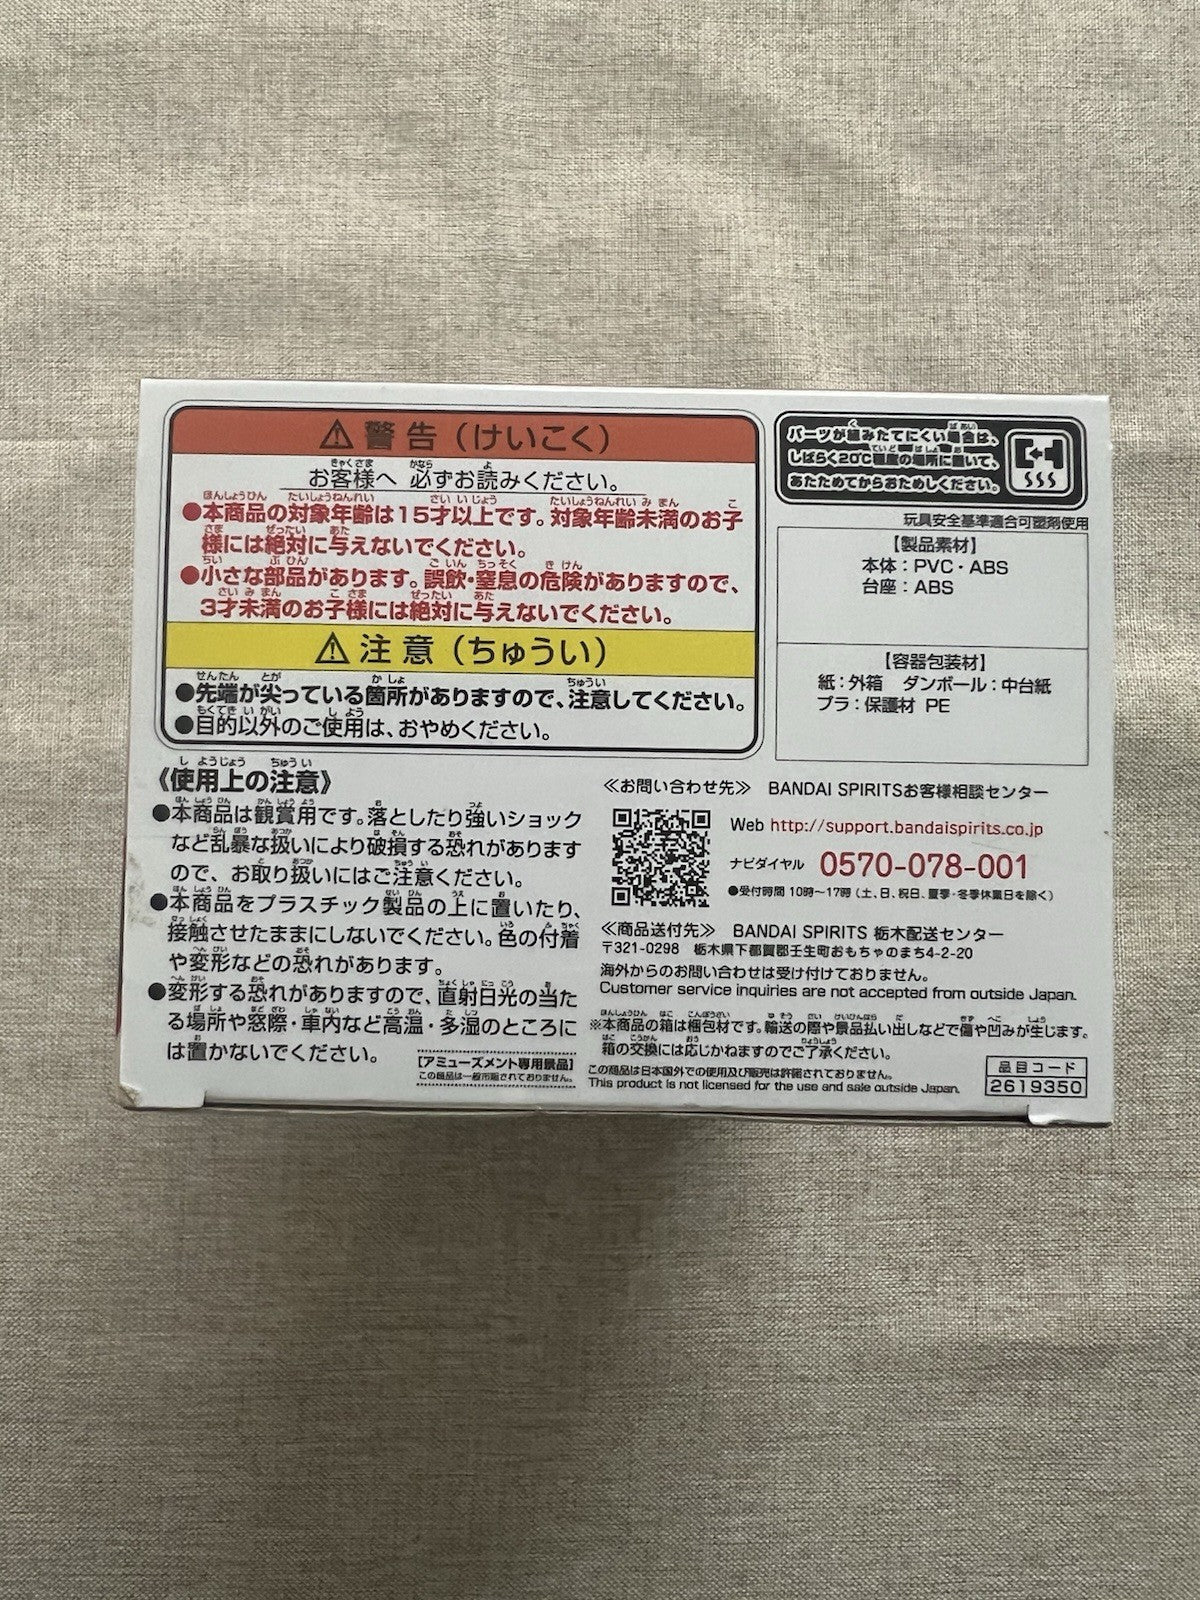 ⚠警告（けいこく）
お客様へ 必ずお読みください。
●本商品の対象年齢は15才以上です。対象年齢未満のお子
様には絶対に与えないでください。
●小さな部品があります。誤飲・窒息の危険がありますので、
3才未満のお子様には絶対に与えないでください。
⚠注意（ちゅうい）
●先端が尖っている箇所がありますので、注意してください。
●目的以外のご使用は、おやめください。
パーツが組みたてにくい場合は、
しばらく20℃程度の場所に置いて、
あたためてからおためしください。
玩具安全基準適合可塑剤使用
【製品素材】
本体：PVC・ABS
台座：ABS
【容器包装材】
紙：外箱 ダンボール：中台紙
プラ：保護材 PE
《使用上の注意》
●本商品は観賞用です。落としたり強いショック
など乱暴な扱いにより破損する恐れがあります
ので、お取り扱いにはご注意ください。
●本商品をプラスチック製品の上に置いたり、
接触させたままにしないでください。色の付着
や変形などの恐れがあります。
●変形する恐れがありますので、直射日光の当た
る場所や窓際・車内など高温・多湿のところに
は置かないでください。
【アミューズメント専用景品】
この商品は一般市販されておりません。
≪お問い合わせ先≫ BANDAI SPIRITSお客様相談センター
Web http://support.bandaispirits.co.jp
ナビダイヤル 0570-078-001
●受付時間 10時〜17時（土、日、祝日、夏季・冬季休業日を除く）
≪商品送付先≫ BANDAI SPIRITS 栃木配送センター
〒321-0298 栃木県下都賀郡壬生町おもちゃのまち4-2-20
海外からのお問い合わせは受け付けておりません。
Customer service inquiries are not accepted from outside Japan.
※本商品の箱は梱包材です。輸送の際や景品払い出しなどで傷や凹みが生じます。
箱の交換には応じかねますのでご了承ください。
この商品は日本国外での使用及び販売は許諾されておりません。
This product is not licensed for the use and sale outside Japan.
品目コード
2619350